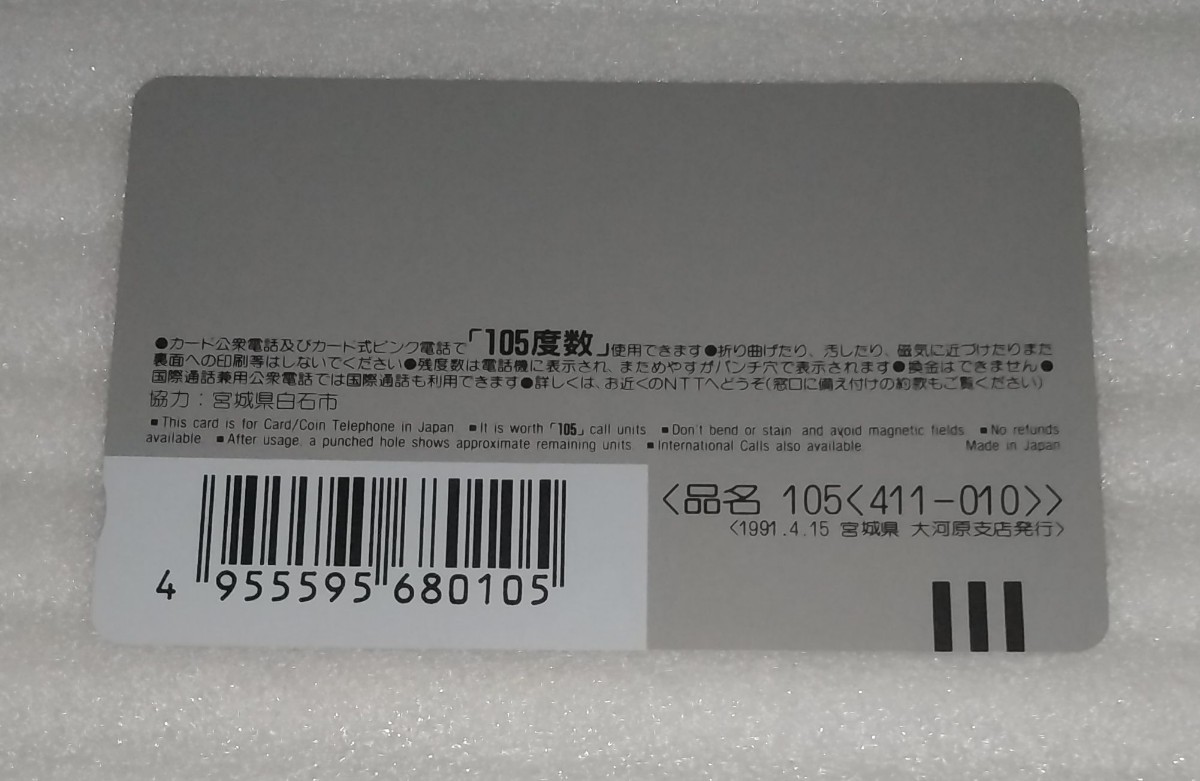 ●カード公衆電話及びカード式ピンク電話で「105度数」使用できます●折り曲げたり、汚したり、磁気に近づけたりまた
裏面への印刷等はしないでください●残度数は電話機に表示され、まためやすがパンチ穴で表示されます●換金はできません●
国際通話兼用公衆電話では国際通話も利用できます●詳しくは、お近くのNTTへどうぞ(窓口に備え付けの約款もご覧ください)
協力：宮城県白石市
■This card is for Card/Coin Telephone in Japan. ■It is worth「105」call units. ■Don't bend or stain and avoid magnetic fields. ■No refunds
available. ■After usage, a punched hole shows approximate remaining units. ■International Calls also available. Made in Japan
〈品名 105〈411-010〉〉
〈1991.4.15 宮城県 大河原支店発行〉
4 955595 680105